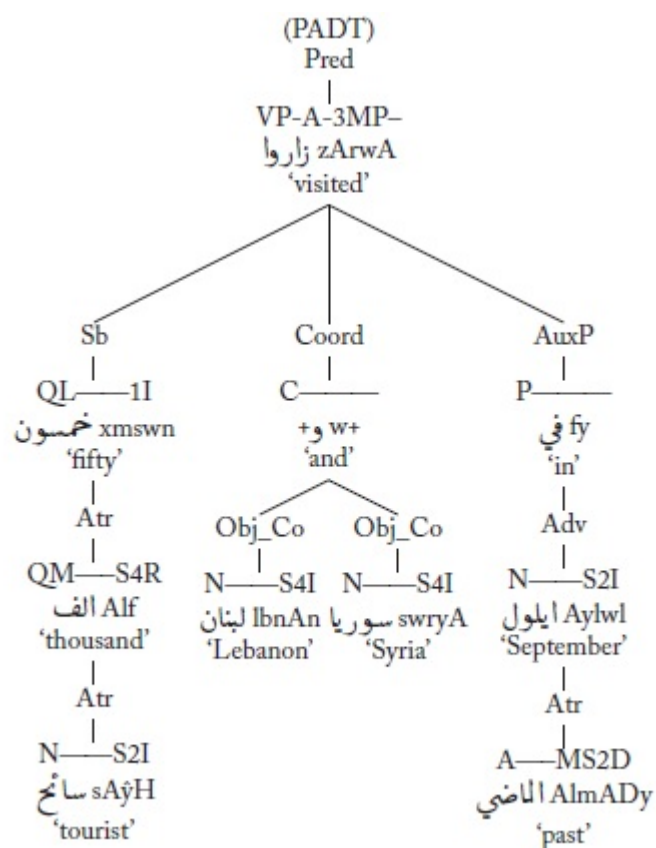 (PADT)
Pred
VP-A-3MP–
زاروا zArwA
‘visited’
Sb Coord AuxP
QL——1I C——— P———
خمسون xmswn +و w+ في fy
‘fifty’ ‘and’ ‘in’
Atr Obj_Co Obj_Co Adv
QM——S4R N——S4I N——S4I N——S2I
الف Alf لبنان lbnAn سوريا swryA ايلول Aylwl
‘thousand’ ‘Lebanon’ ‘Syria’ ‘September’
Atr Atr
N——S2I A——MS2D
سائح sAŷH الماضي AlmADy
‘tourist’ ‘past’